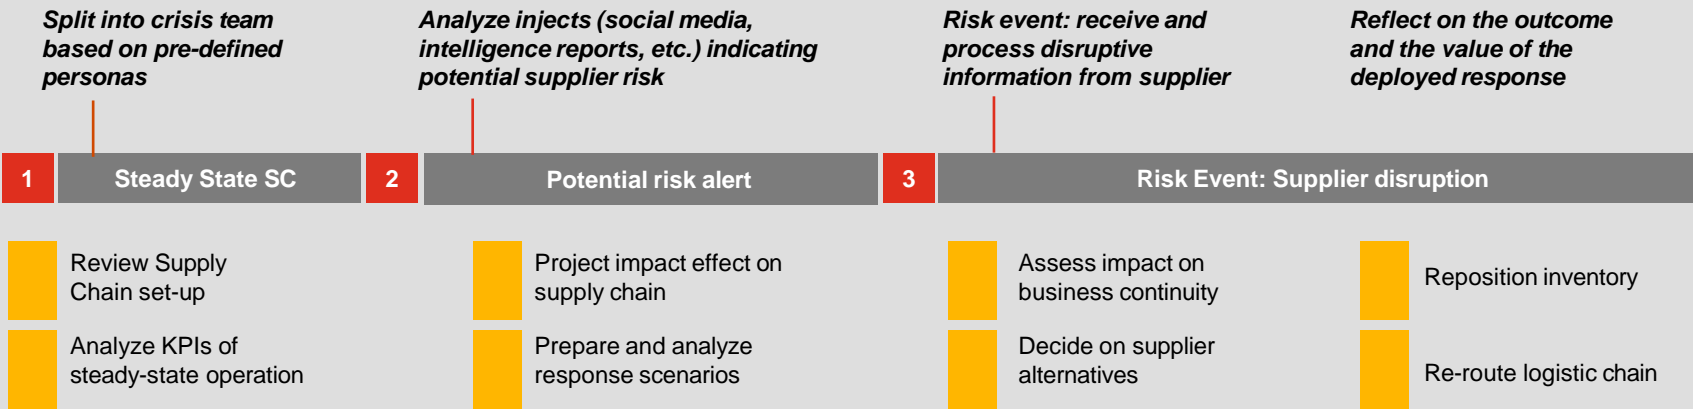 Split into crisis team
based on pre-defined
personas
Analyze injects (social media,
intelligence reports, etc.) indicating
potential supplier risk
Risk event: receive and
process disruptive
information from supplier
Reflect on the outcome
and the value of the
deployed response
1
Steady State SC
2
Potential risk alert
3
Risk Event: Supplier disruption
Review Supply
Chain set-up
Analyze KPIs of
steady-state operation
Project impact effect on
supply chain
Prepare and analyze
response scenarios
Assess impact on
business continuity
Decide on supplier
alternatives
Reposition inventory
Re-route logistic chain